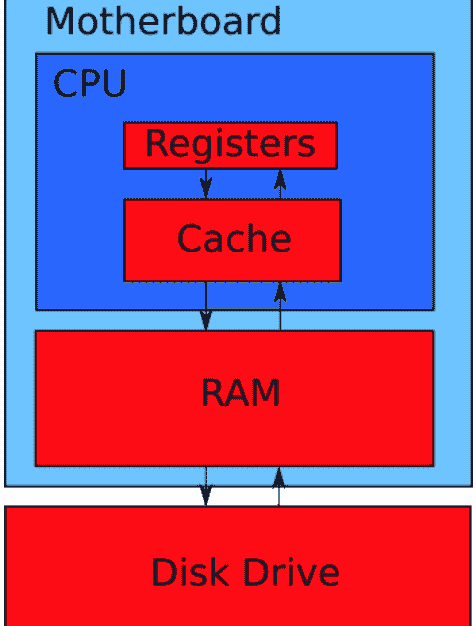 Motherboard
CPU
Registers
Cache
RAM
Disk Drive